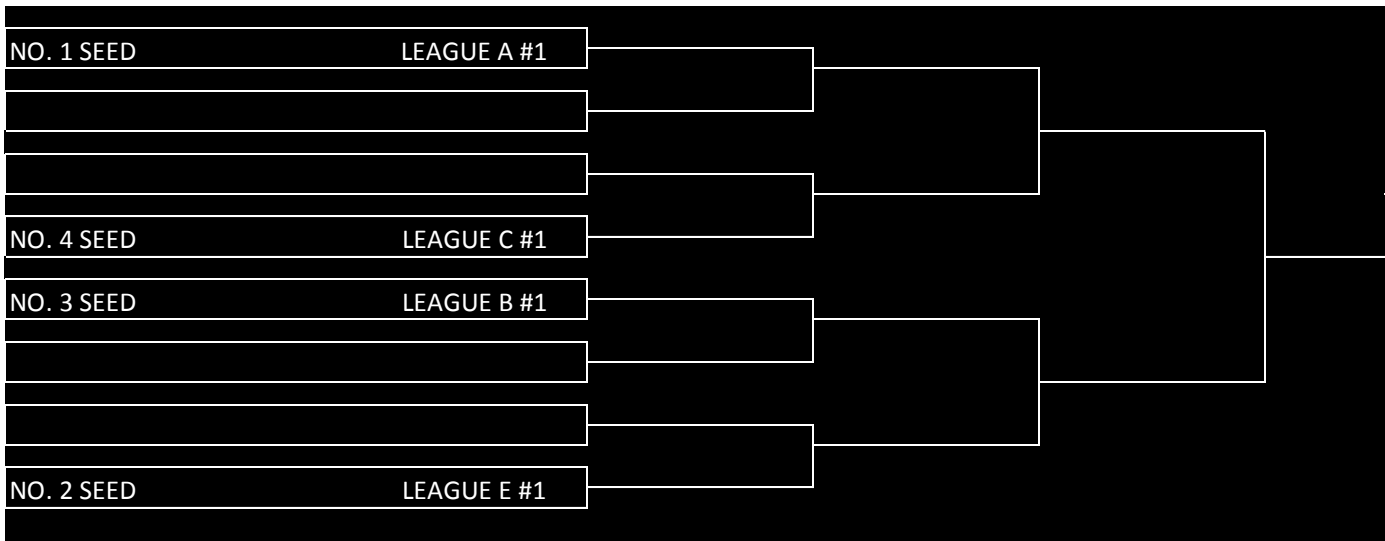 NO. 1 SEED LEAGUE A #1
NO. 4 SEED LEAGUE C #1
NO. 3 SEED LEAGUE B #1
NO. 2 SEED LEAGUE E #1